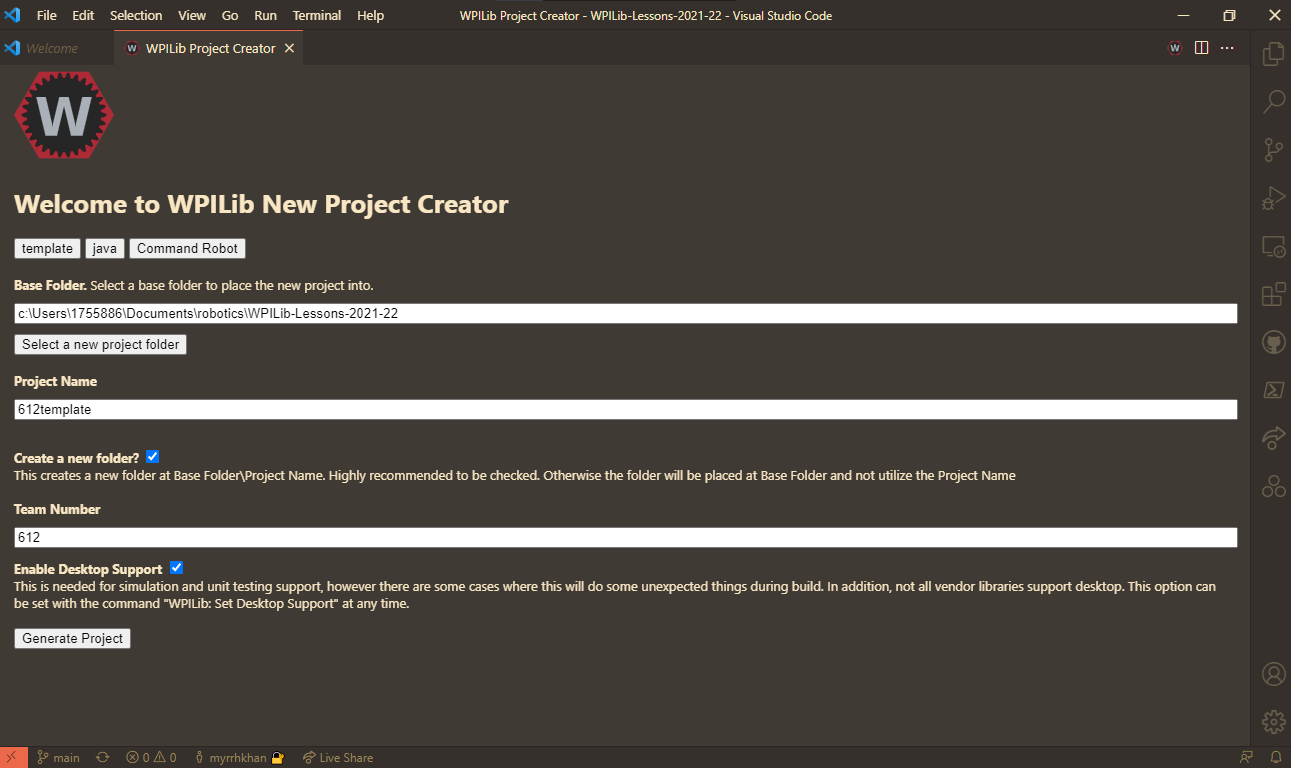 File Edit Selection View Go Run Terminal Help WPILib Project Creator - WPILib-Lessons-2021-22 - Visual Studio Code
Welcome W WPILib Project Creator W
W
Welcome to WPILib New Project Creator
template java Command Robot
Base Folder. Select a base folder to place the new project into.
c:\Users\1755886\Documents\robotics\WPILib-Lessons-2021-22
Select a new project folder
Project Name
612template
Create a new folder?
This creates a new folder at Base Folder\Project Name. Highly recommended to be checked. Otherwise the folder will be placed at Base Folder and not utilize the Project Name
Team Number
612
Enable Desktop Support
This is needed for simulation and unit testing support, however there are some cases where this will do some unexpected things during build. In addition, not all vendor libraries support desktop. This option can
be set with the command "WPILib: Set Desktop Support" at any time.
Generate Project
main 0 0 myrrhkhan Live Share